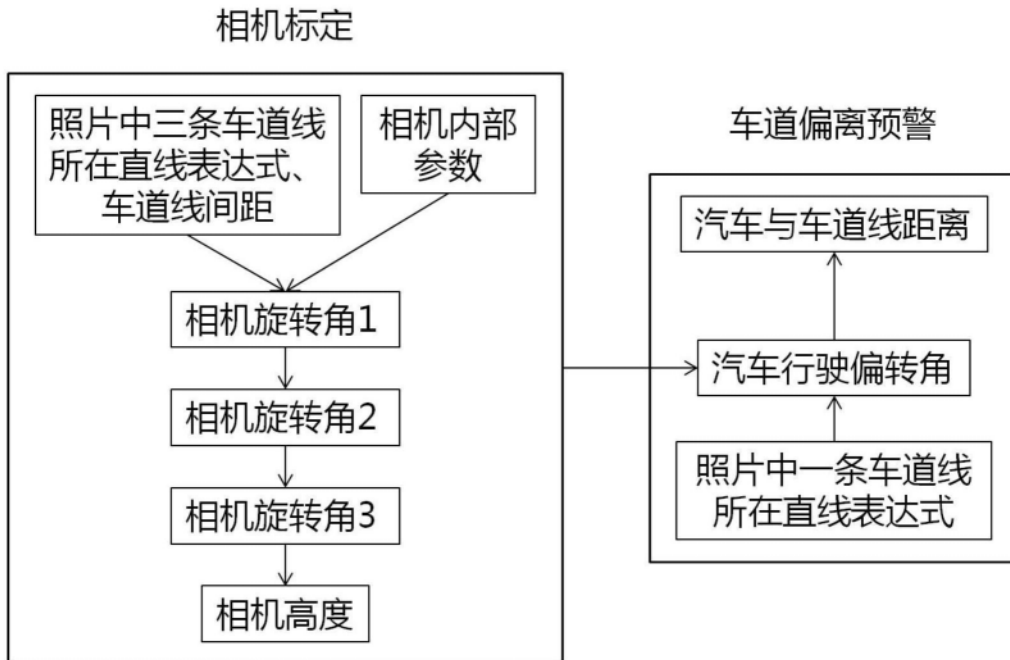 相机标定
照片中三条车道线
所在直线表达式、
车道线间距
相机内部
参数
相机旋转角1
相机旋转角2
相机旋转角3
相机高度
车道偏离预警
汽车与车道线距离
汽车行驶偏转角
照片中一条车道线
所在直线表达式